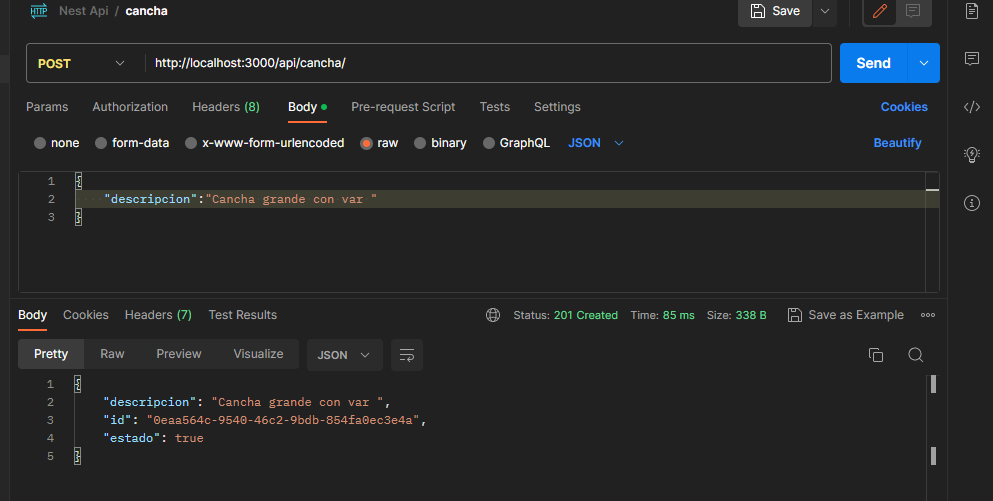 HTTP Nest Api / cancha Save
POST http://localhost:3000/api/cancha/ Send
Params Authorization Headers (8) Body Pre-request Script Tests Settings Cookies
none form-data x-www-form-urlencoded raw binary GraphQL JSON Beautify
1 {
2 "descripcion":"Cancha grande con var "
3 }
Body Cookies Headers (7) Test Results Status: 201 Created Time: 85 ms Size: 338 B Save as Example
Pretty Raw Preview Visualize JSON
1 {
2 "descripcion": "Cancha grande con var ",
3 "id": "0eaa564c-9540-46c2-9bdb-854fa0ec3e4a",
4 "estado": true
5 }